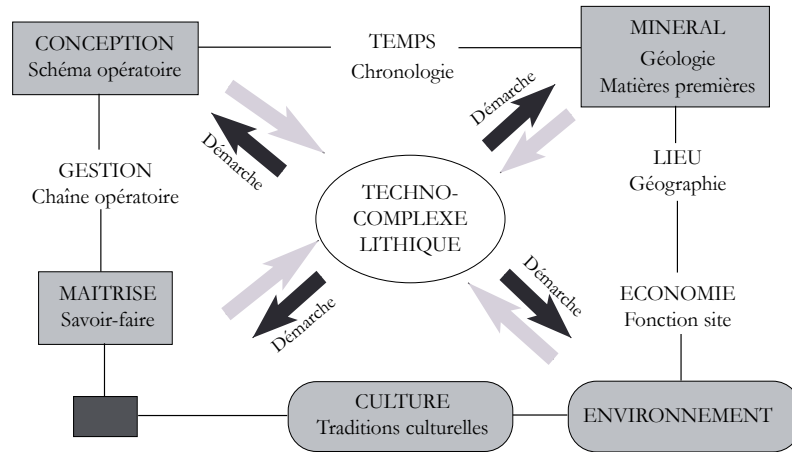 CONCEPTION
Schéma opératoire
TEMPS
Chronologie
MINERAL
Géologie
Matières premières
Démarche
Démarche
GESTION
Chaîne opératoire
TECHNO-
COMPLEXE
LITHIQUE
LIEU
Géographie
MAITRISE
Savoir-faire
Démarche
Démarche
ECONOMIE
Fonction site
CULTURE
Traditions culturelles
ENVIRONNEMENT